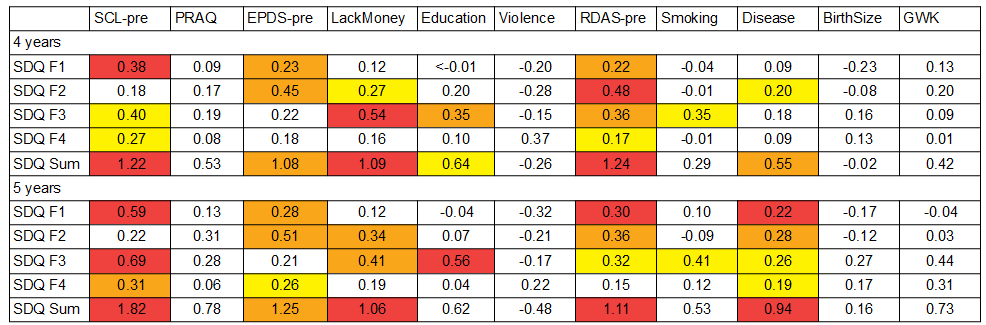 SCL-pre PRAQ EPDS-pre LackMoney Education Violence RDAS-pre Smoking Disease BirthSize GWK
4 years
SDQ F1 0.38 0.09 0.23 0.12 <-0.01 -0.20 0.22 -0.04 0.09 -0.23 0.13
SDQ F2 0.18 0.17 0.45 0.27 0.20 -0.28 0.48 -0.01 0.20 -0.08 0.20
SDQ F3 0.40 0.19 0.22 0.54 0.35 -0.15 0.36 0.35 0.18 0.16 0.09
SDQ F4 0.27 0.08 0.18 0.16 0.10 0.37 0.17 -0.01 0.09 0.13 0.01
SDQ Sum 1.22 0.53 1.08 1.09 0.64 -0.26 1.24 0.29 0.55 -0.02 0.42
5 years
SDQ F1 0.59 0.13 0.28 0.12 -0.04 -0.32 0.30 0.10 0.22 -0.17 -0.04
SDQ F2 0.22 0.31 0.51 0.34 0.07 -0.21 0.36 -0.09 0.28 -0.12 0.03
SDQ F3 0.69 0.28 0.21 0.41 0.56 -0.17 0.32 0.41 0.26 0.27 0.44
SDQ F4 0.31 0.06 0.26 0.19 0.04 0.22 0.15 0.12 0.19 0.17 0.31
SDQ Sum 1.82 0.78 1.25 1.06 0.62 -0.48 1.11 0.53 0.94 0.16 0.73